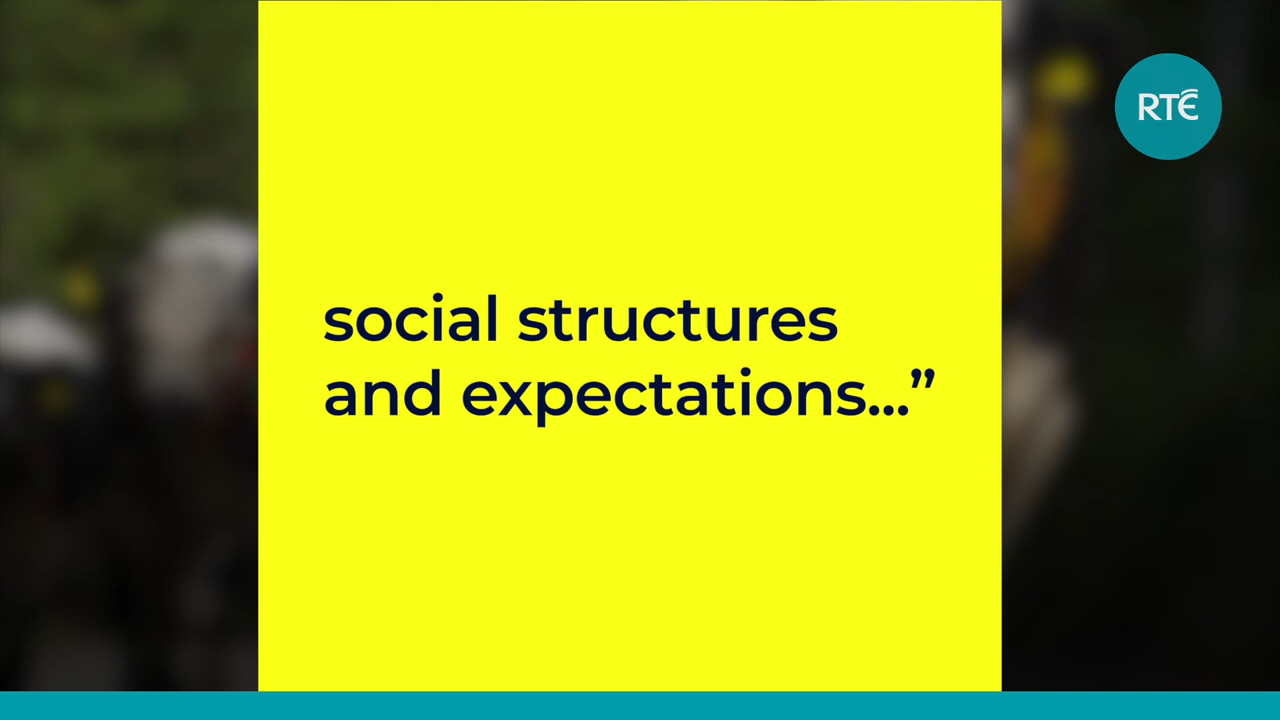 RTÉ
social structures
and expectations...”